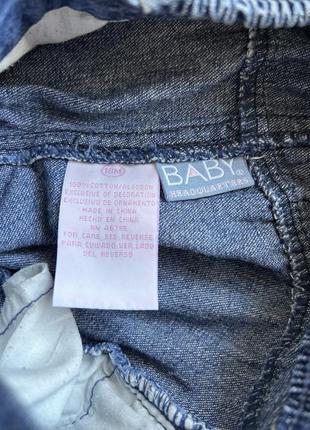 18M
100% COTTON/ALGODON
EXCLUSIVE OF DECORATION
EXCLUSIVO DE ORNAMENTO
MADE IN CHINA
HECHO EN CHINA
FOR CARE, SEE REVERSE
PARA CUIDADO VER LADO
DEL REVERSO
BABY
HEADQUARTERS